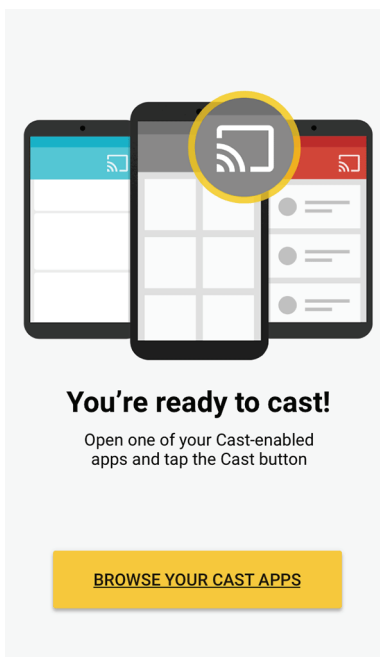 You’re ready to cast!
Open one of your Cast-enabled
apps and tap the Cast button
BROWSE YOUR CAST APPS